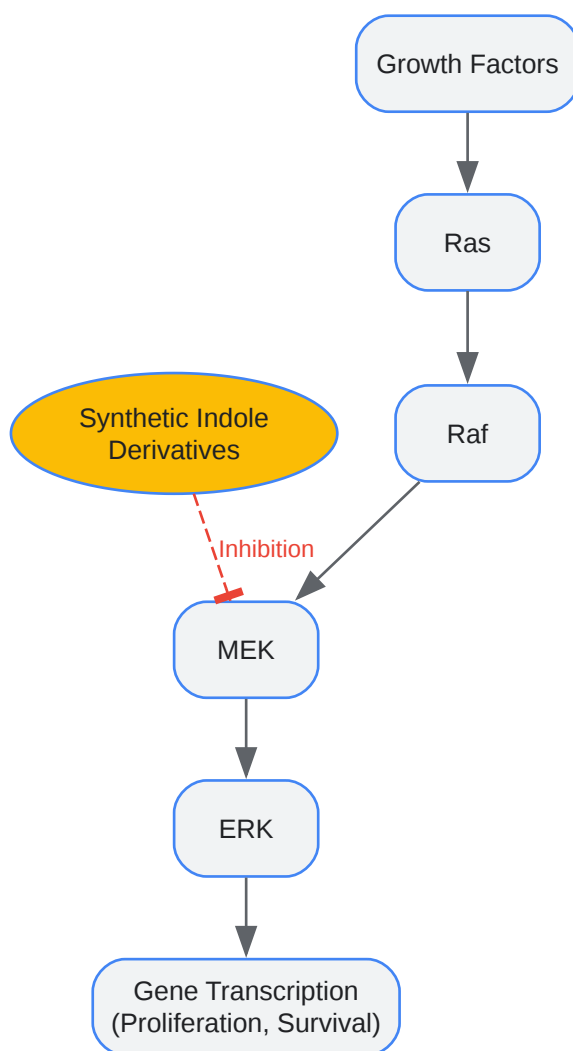 Growth Factors
Ras
Raf
Synthetic Indole
Derivatives
Inhibition
MEK
ERK
Gene Transcription
(Proliferation, Survival)